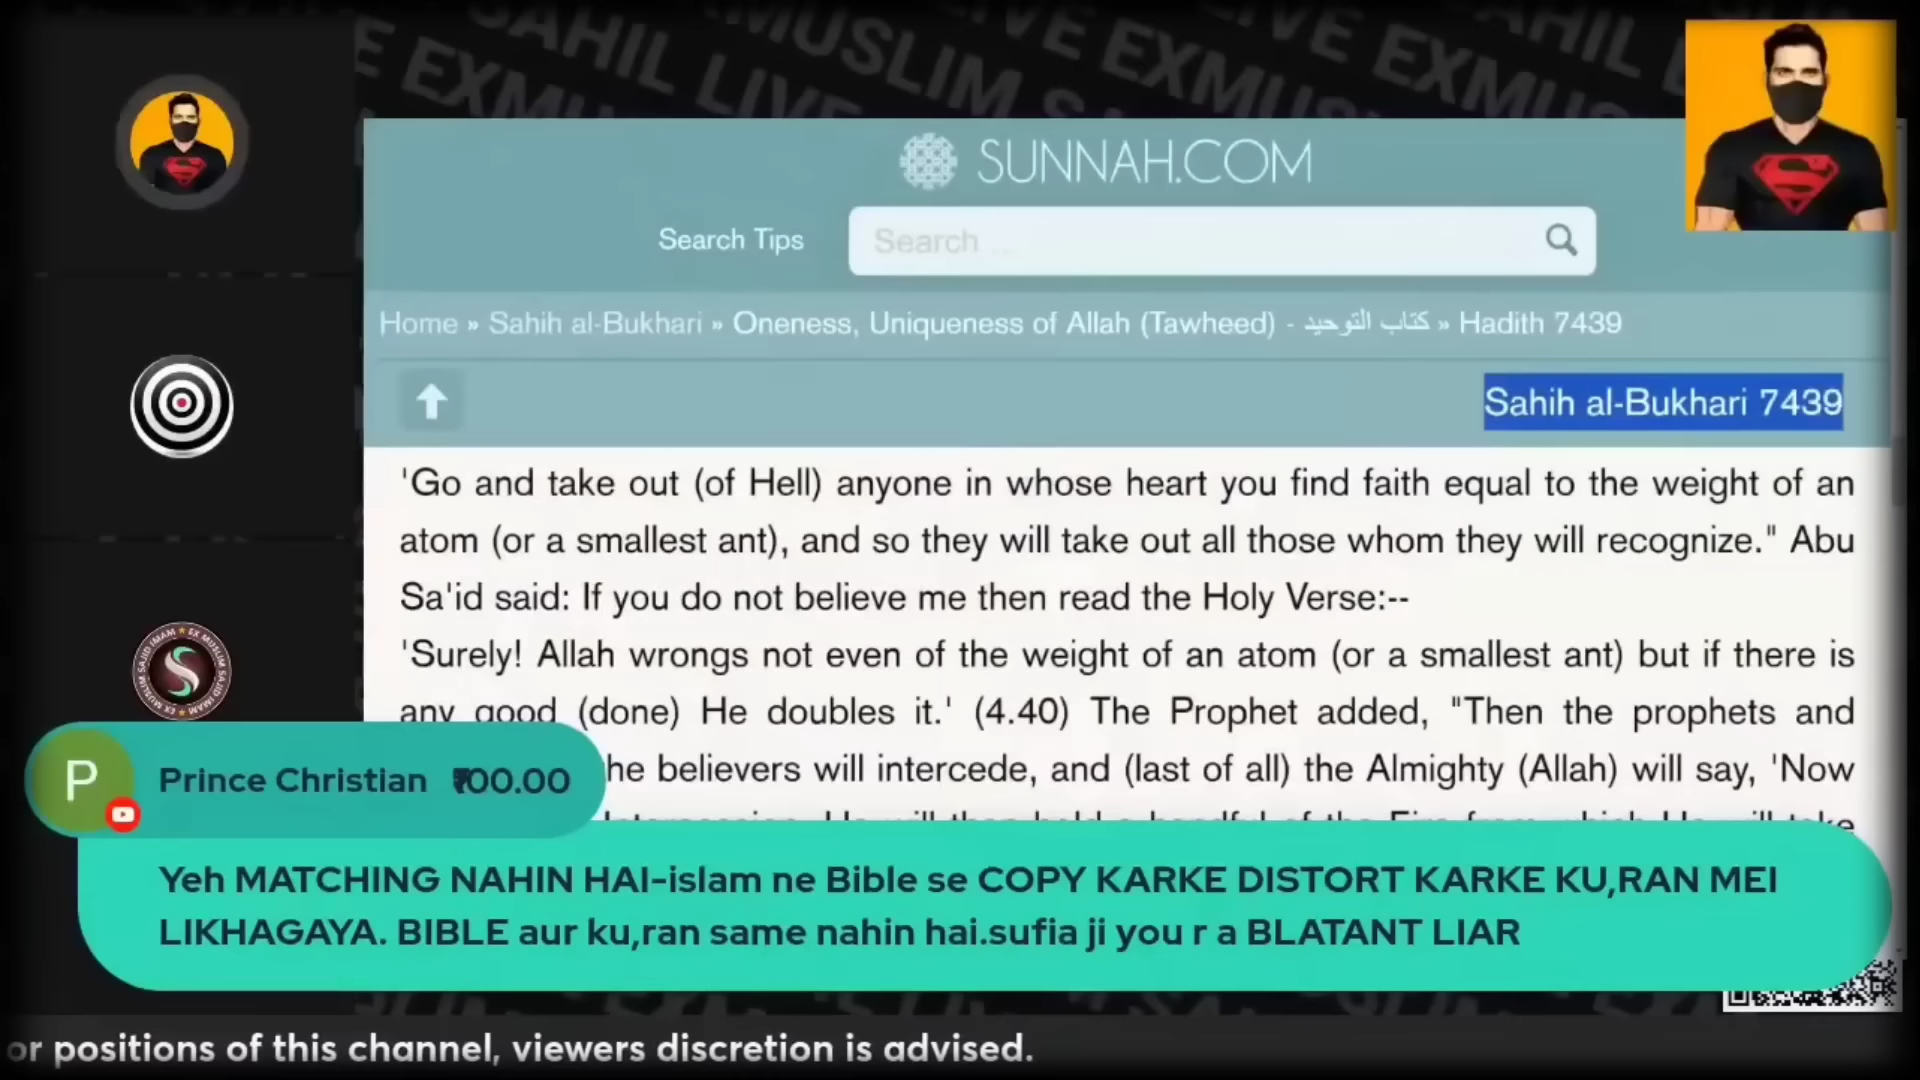 SAHIL LIVE
EXMUSLIM
SUNNAH.COM
Search Tips
Search ...
Home » Sahih al-Bukhari » Oneness, Uniqueness of Allah (Tawheed) - كتاب التوحيد » Hadith 7439
Sahih al-Bukhari 7439
'Go and take out (of Hell) anyone in whose heart you find faith equal to the weight of an
atom (or a smallest ant), and so they will take out all those whom they will recognize." Abu
Sa'id said: If you do not believe me then read the Holy Verse:--
'Surely! Allah wrongs not even of the weight of an atom (or a smallest ant) but if there is
any good (done) He doubles it.' (4.40) The Prophet added, "Then the prophets and
he believers will intercede, and (last of all) the Almighty (Allah) will say, 'Now
EX MUSLIM SAJID IMAM
P
Prince Christian
Yeh MATCHING NAHIN HAI-islam ne Bible se COPY KARKE DISTORT KARKE KU,RAN MEI
LIKHAGAYA. BIBLE aur ku,ran same nahin hai.sufia ji you r a BLATANT LIAR
or positions of this channel, viewers discretion is advised.